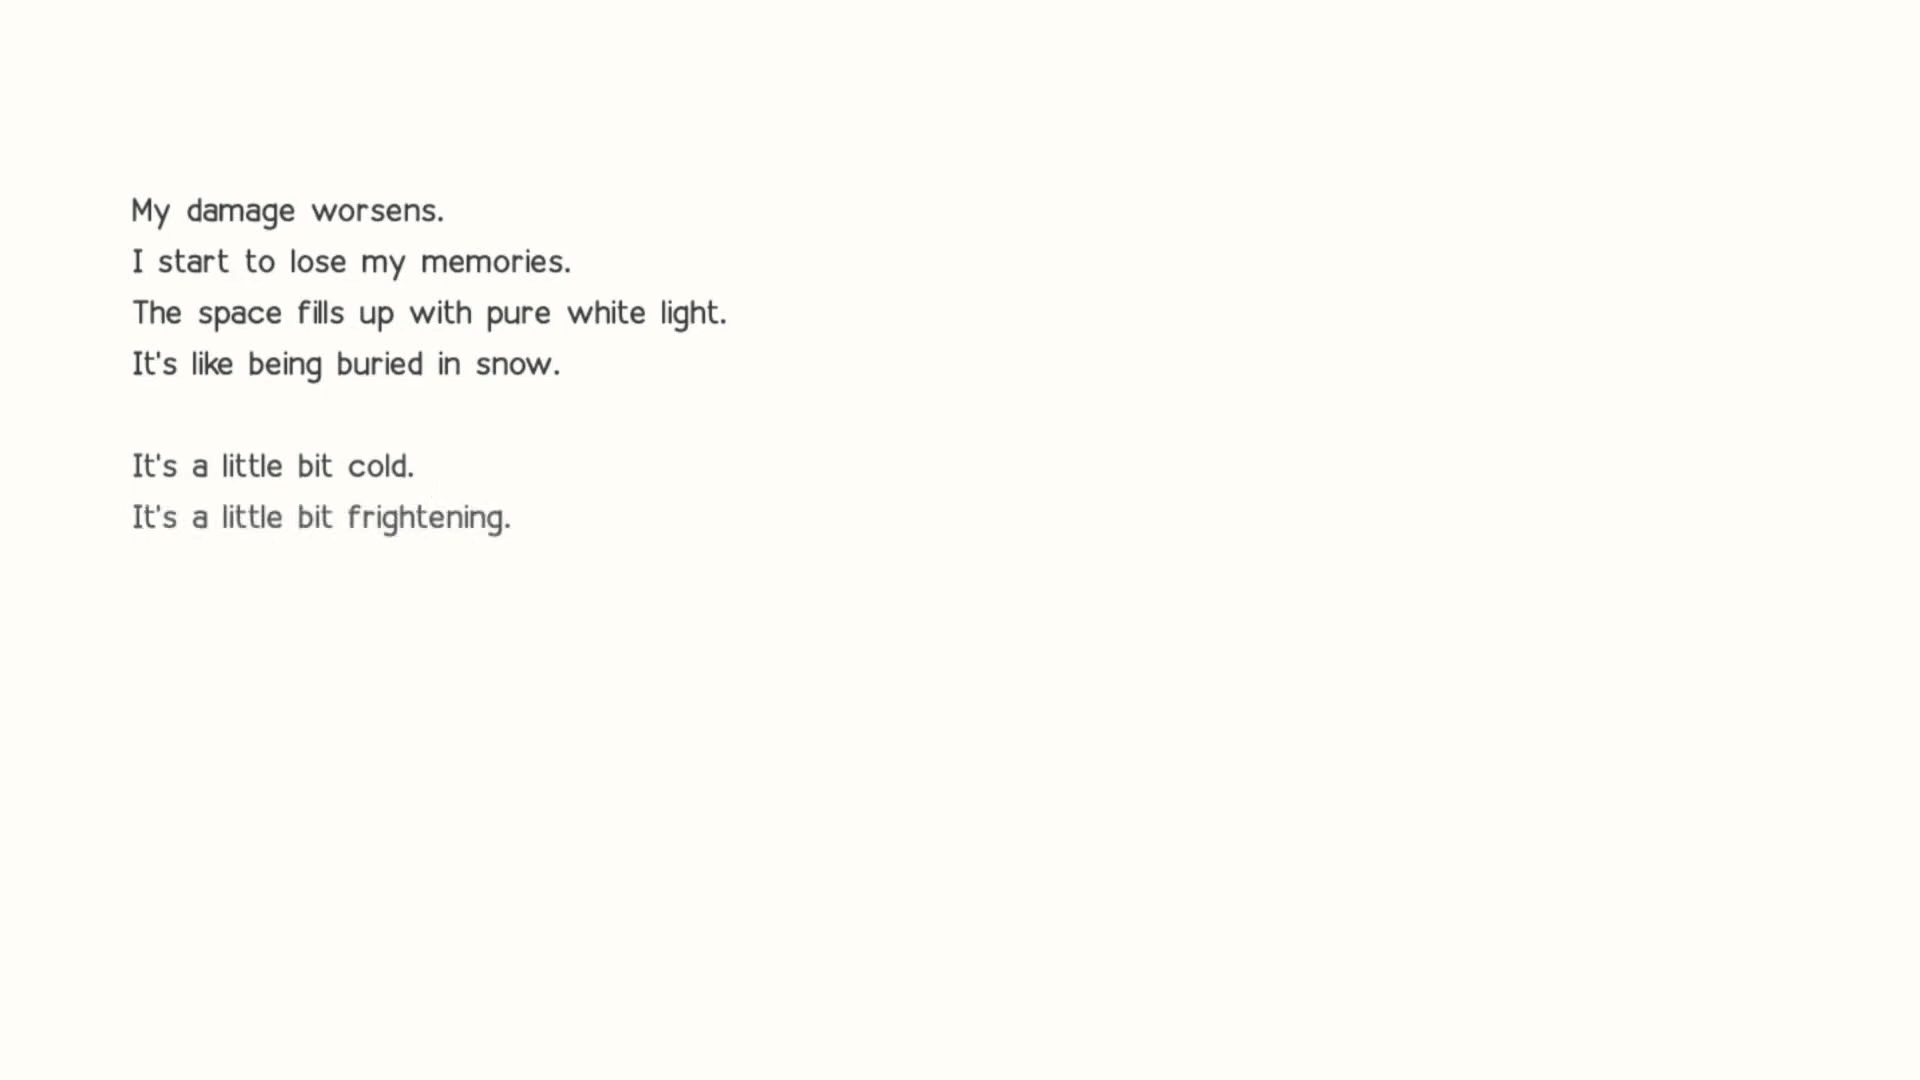 My damage worsens.
I start to lose my memories.
The space fills up with pure white light.
It's like being buried in snow.
It's a little bit cold.
It's a little bit frightening.